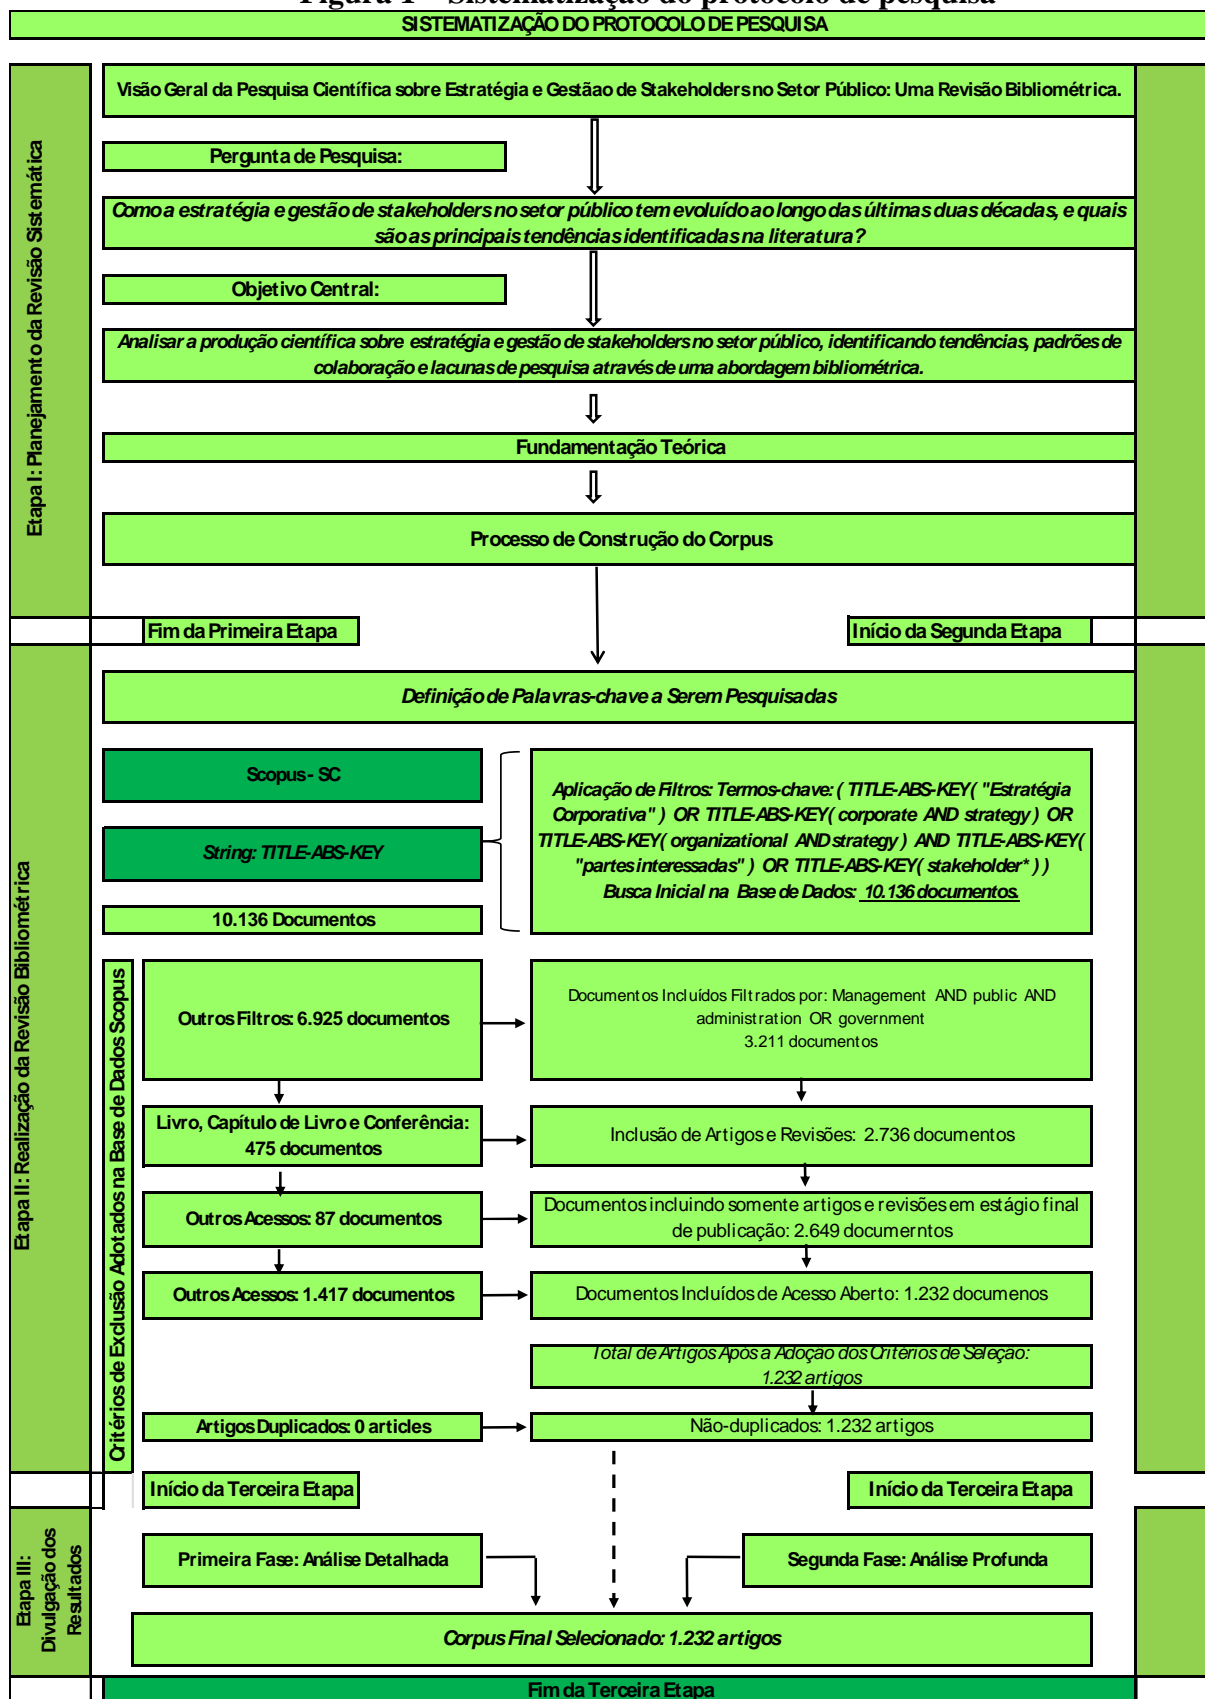 Figura 1 – Sistematização do protocolo de pesquisa
SISTEMATIZAÇÃO DO PROTOCOLO DE PESQUISA
Etapa I: Planejamento da Revisão Sistemática
Visão Geral da Pesquisa Científica sobre Estratégia e Gestãao de Stakeholders no Setor Público: Uma Revisão Bibliométrica.
Pergunta de Pesquisa:
Como a estratégia e gestão de stakeholders no setor público tem evoluído ao longo das últimas duas décadas, e quais
são as principais tendências identificadas na literatura?
Objetivo Central:
Analisar a produção científica sobre estratégia e gestão de stakeholders no setor público, identificando tendências, padrões de
colaboração e lacunas de pesquisa através de uma abordagem bibliométrica.
Fundamentação Teórica
Processo de Construção do Corpus
Fim da Primeira Etapa
Início da Segunda Etapa
Etapa II: Realização da Revisão Bibliométrica
Definição de Palavras-chave a Serem Pesquisadas
Scopus - SC
String: TITLE-ABS-KEY
10.136 Documentos
Aplicação de Filtros: Termos-chave: ( TITLE-ABS-KEY( "Estratégia
Corporativa" ) OR TITLE-ABS-KEY( corporate AND strategy ) OR
TITLE-ABS-KEY( organizational AND strategy ) AND TITLE-ABS-KEY(
"partes interessadas" ) OR TITLE-ABS-KEY( stakeholder* ) )
Busca Inicial na Base de Dados: 10.136 documentos.
Critérios de Exclusão Adotados na Base de Dados Scopus
Outros Filtros: 6.925 documentos
Documentos Incluídos Filtrados por: Management AND public AND
administration OR government
3.211 documentos
Livro, Capítulo de Livro e Conferência:
475 documentos
Inclusão de Artigos e Revisões: 2.736 documentos
Outros Acessos: 87 documentos
Documentos incluindo somente artigos e revisões em estágio final
de publicação: 2.649 documerntos
Outros Acessos: 1.417 documentos
Documentos Incluídos de Acesso Aberto: 1.232 documenos
Total de Artigos Após a Adoção dos Critérios de Seleção:
1.232 artigos
Artigos Duplicados: 0 articles
Não-duplicados: 1.232 artigos
Início da Terceira Etapa
Início da Terceira Etapa
Etapa III:
Divulgação dos
Resultados
Primeira Fase: Análise Detalhada
Segunda Fase: Análise Profunda
Corpus Final Selecionado: 1.232 artigos
Fim da Terceira Etapa